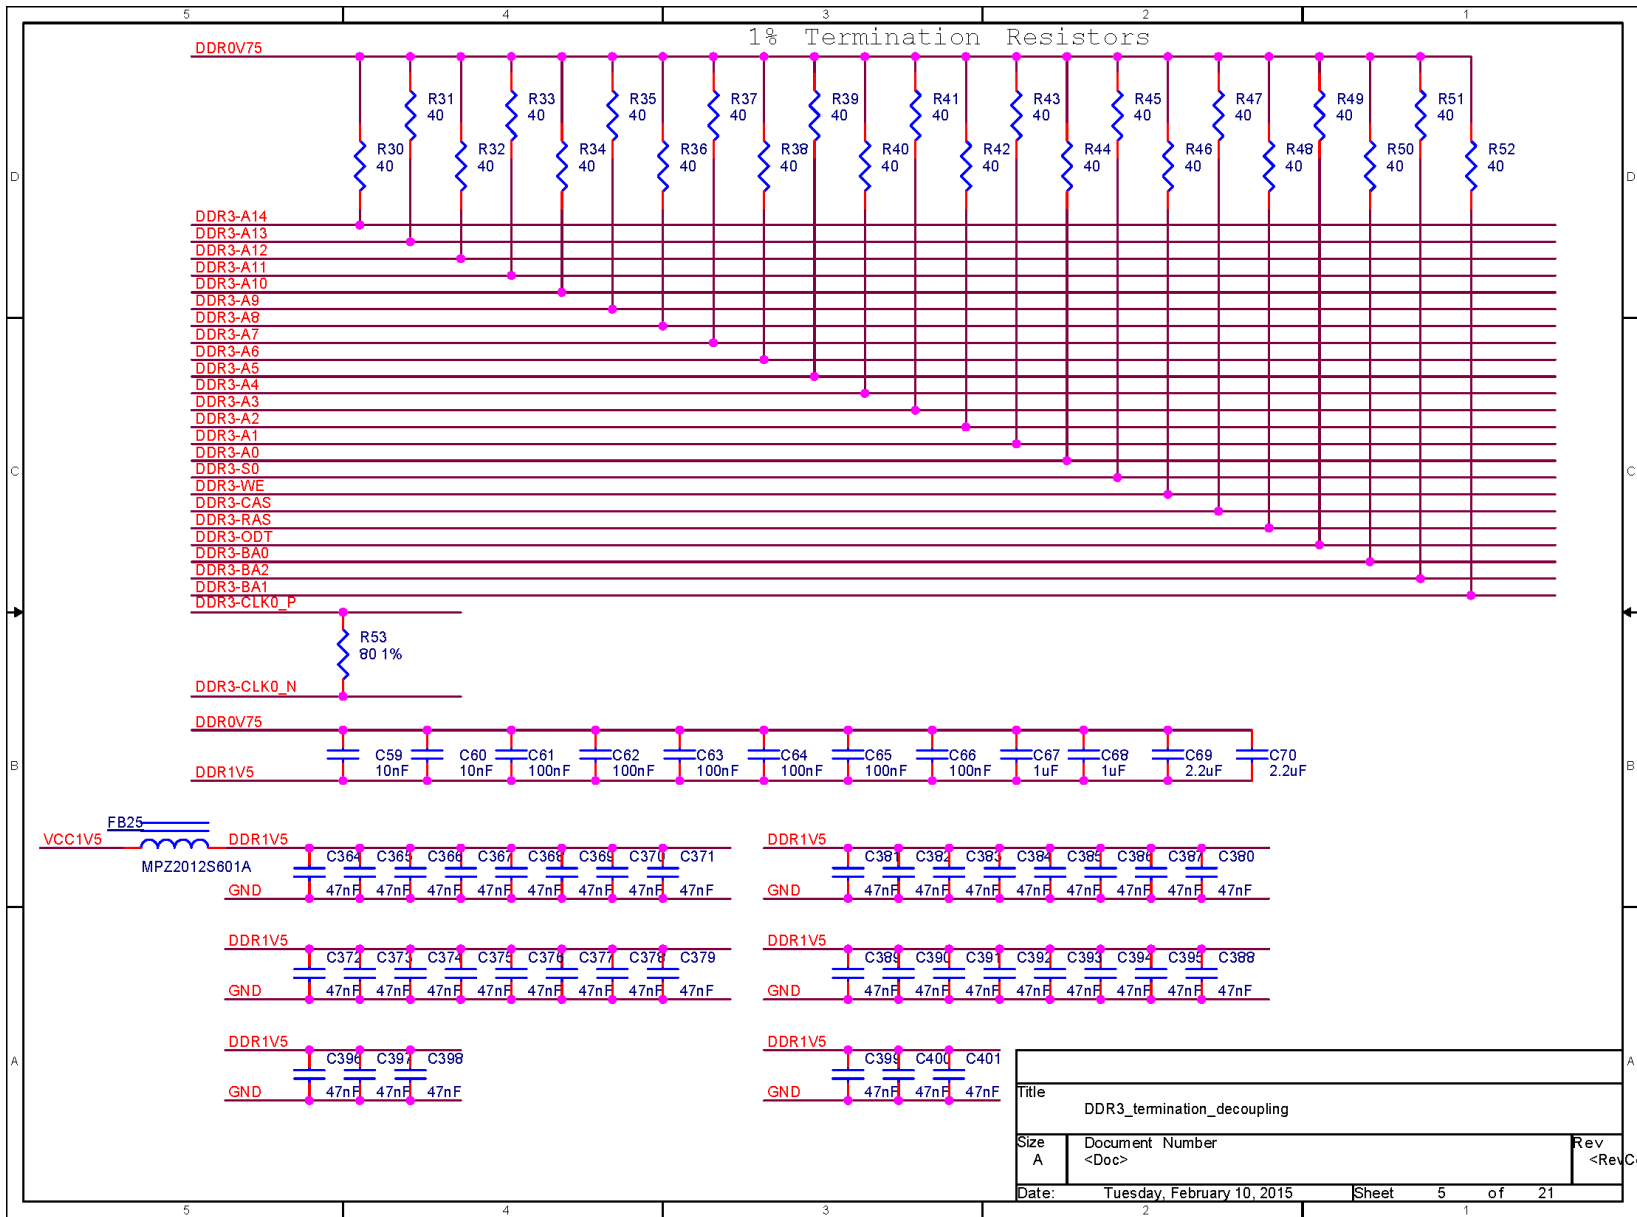 5 4 3 2 1
1% Termination Resistors
DDR0V75
R31 R33 R35 R37 R39 R41 R43 R45 R47 R49 R51
40 40 40 40 40 40 40 40 40 40 40
R30 R32 R34 R36 R38 R40 R42 R44 R46 R48 R50 R52
40 40 40 40 40 40 40 40 40 40 40 40
D D
DDR3-A14
DDR3-A13
DDR3-A12
DDR3-A11
DDR3-A10
DDR3-A9
DDR3-A8
DDR3-A7
DDR3-A6
DDR3-A5
DDR3-A4
DDR3-A3
DDR3-A2
DDR3-A1
DDR3-A0
C C
DDR3-S0
DDR3-WE
DDR3-CAS
DDR3-RAS
DDR3-ODT
DDR3-BA0
DDR3-BA2
DDR3-BA1
DDR3-CLK0_P
R53
80 1%
DDR3-CLK0_N
DDR0V75
C59 C60 C61 C62 C63 C64 C65 C66 C67 C68 C69 C70
10nF 10nF 100nF 100nF 100nF 100nF 100nF 100nF 1uF 1uF 2.2uF 2.2uF
B B
DDR1V5
FB25
VCC1V5 DDR1V5 DDR1V5
MPZ2012S601A
C364 C365 C366 C367 C368 C369 C370 C371 C381 C382 C383 C384 C385 C386 C387 C380
GND 47nF 47nF 47nF 47nF 47nF 47nF 47nF 47nF GND 47nF 47nF 47nF 47nF 47nF 47nF 47nF 47nF
DDR1V5 DDR1V5
C372 C373 C374 C375 C376 C377 C378 C379 C389 C390 C391 C392 C393 C394 C395 C388
GND 47nF 47nF 47nF 47nF 47nF 47nF 47nF 47nF GND 47nF 47nF 47nF 47nF 47nF 47nF 47nF 47nF
DDR1V5 DDR1V5
A C396 C397 C398 C399 C400 C401 A
GND 47nF 47nF 47nF GND 47nF 47nF 47nF
Title
DDR3_termination_decoupling
Size Document Number Rev
A <Doc> <RevC
Date: Tuesday, February 10, 2015 Sheet 5 of 21
5 4 3 2 1